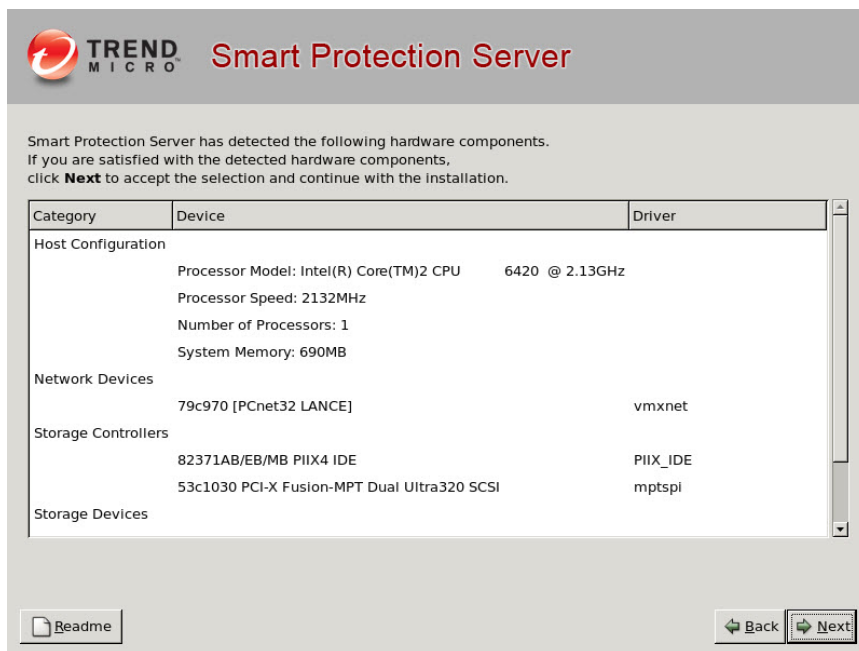 TREND
MICRO™
Smart Protection Server
Smart Protection Server has detected the following hardware components.
If you are satisfied with the detected hardware components,
click Next to accept the selection and continue with the installation.
Category Device Driver
Host Configuration
Processor Model: Intel(R) Core(TM)2 CPU 6420 @ 2.13GHz
Processor Speed: 2132MHz
Number of Processors: 1
System Memory: 690MB
Network Devices
79c970 [PCnet32 LANCE] vmxnet
Storage Controllers
82371AB/EB/MB PIIX4 IDE PIIX_IDE
53c1030 PCI-X Fusion-MPT Dual Ultra320 SCSI mptspi
Storage Devices
Readme Back Next